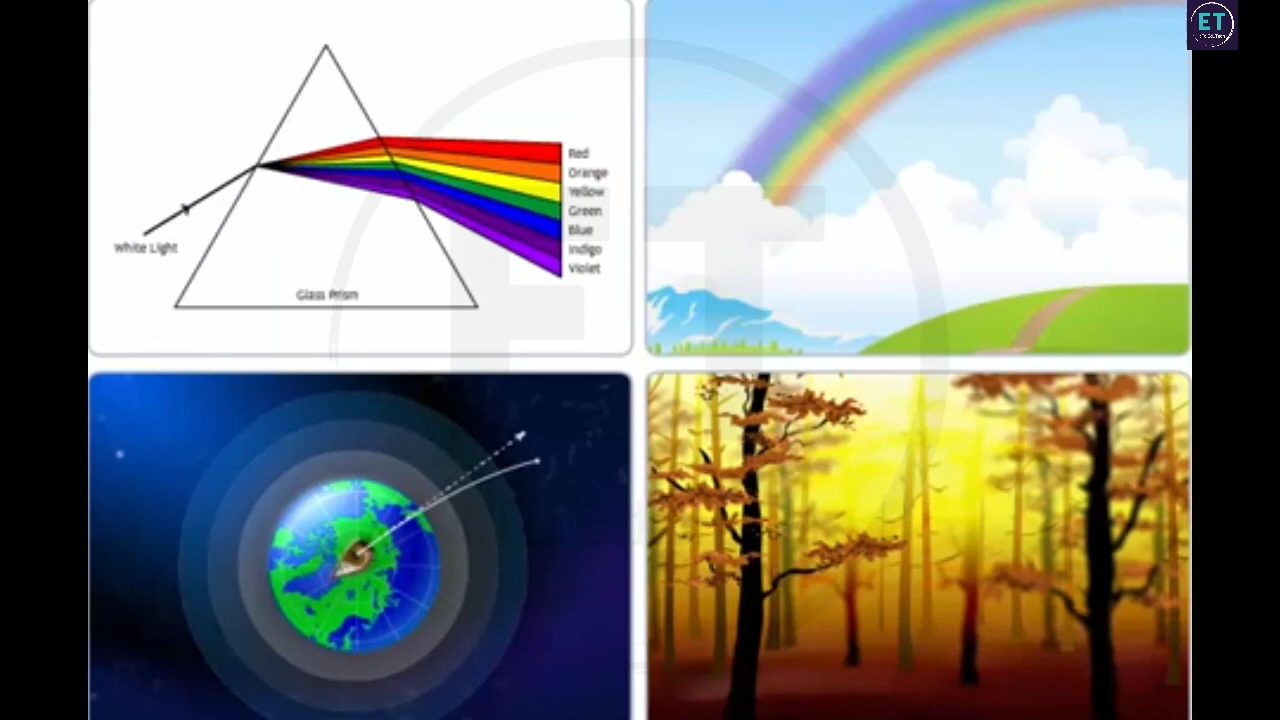 Red
Orange
Yellow
Green
Blue
Indigo
Violet
White Light
Glass Prism
ET